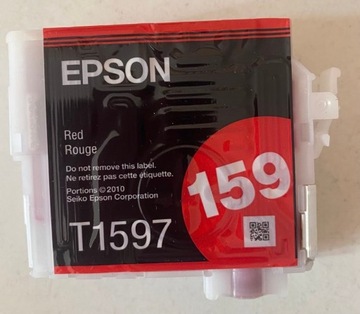 EPSON
Red
Rouge
Do not remove this label.
Ne retirez pas cette étiquette.
Portions ©2010
Seiko Epson Corporation
159
T1597